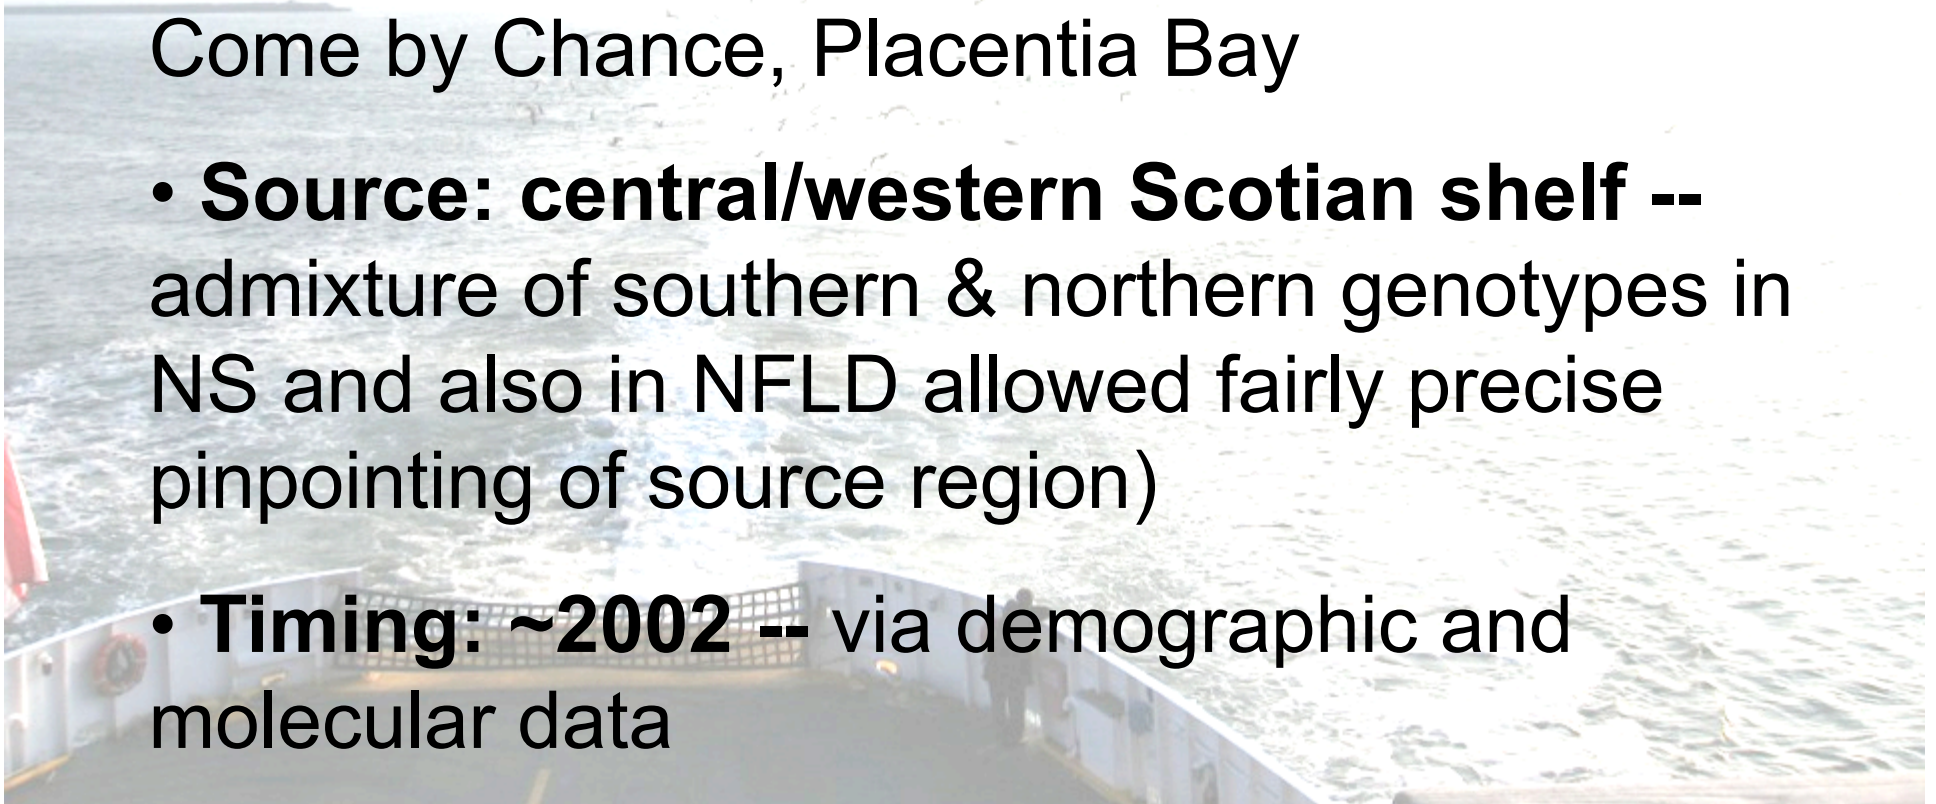 Come by Chance, Placentia Bay
• Source: central/western Scotian shelf --
admixture of southern & northern genotypes in
NS and also in NFLD allowed fairly precise
pinpointing of source region)
• Timing: ~2002 -- via demographic and
molecular data